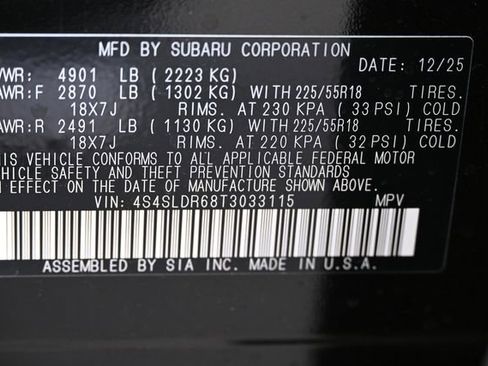 MFD BY SUBARU CORPORATION
DATE: 12/25
VWR: 4901 LB (2223 KG)
AWR:F 2870 LB (1302 KG) WITH 225/55R18 TIRES.
18X7J RIMS. AT 230 KPA (33 PSI) COLD
AWR:R 2491 LB (1130 KG) WITH 225/55R18 TIRES.
18X7J RIMS. AT 220 KPA (32 PSI) COLD
IS VEHICLE CONFORMS TO ALL APPLICABLE FEDERAL MOTOR
VEHICLE SAFETY AND THEFT PREVENTION STANDARDS
N EFFECT ON THE DATE OF MANUFACTURE SHOWN ABOVE.
VIN: 4S4SLDR68T3033115 MPV
ASSEMBLED BY SIA INC. MADE IN U.S.A.